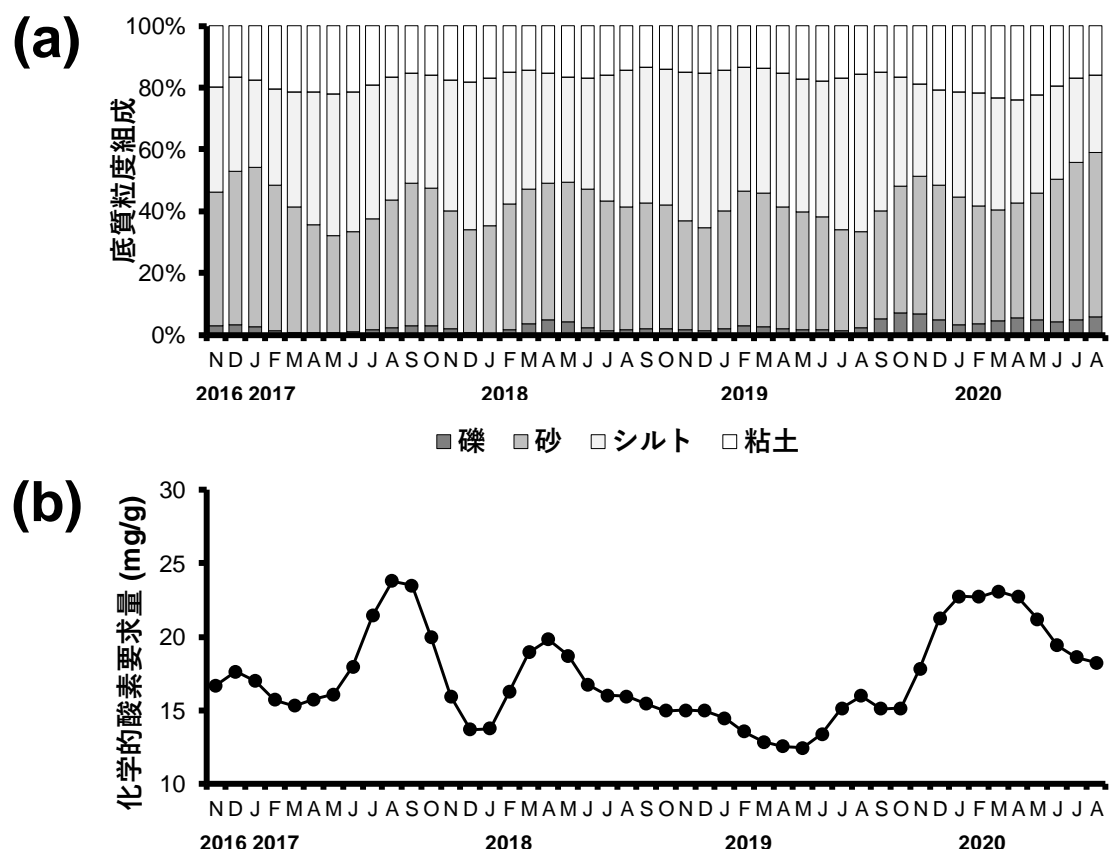 (a)
底質粒度組成
100%
80%
60%
40%
20%
0%
N D J F M A M J J A S O N D J F M A M J J A S O N D J F M A M J J A S O N D J F M A M J J A
2016 2017 2018 2019 2020
礫 砂 シルト 粘土
(b)
化学的酸素要求量 (mg/g)
30
25
20
15
10
N D J F M A M J J A S O N D J F M A M J J A S O N D J F M A M J J A S O N D J F M A M J J A
2016 2017 2018 2019 2020